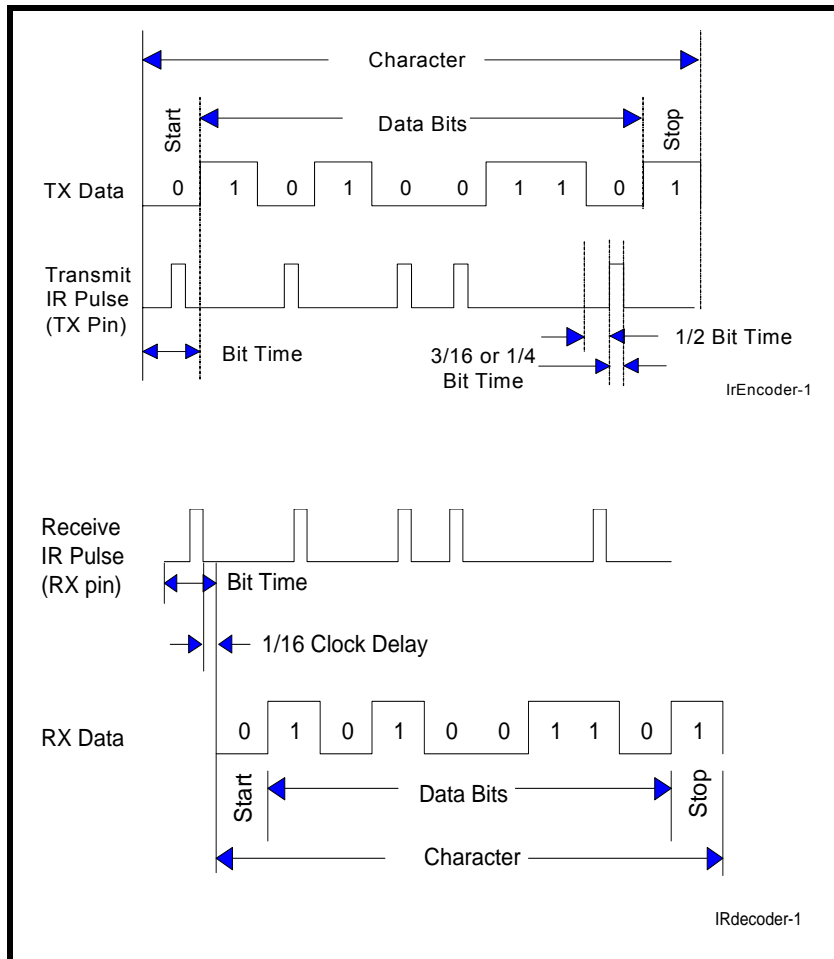 Character
Start
Data Bits
Stop
TX Data
0 1 0 1 0 0 1 1 0 1
Transmit
IR Pulse
(TX Pin)
Bit Time
3/16 or 1/4
Bit Time
1/2 Bit Time
IrEncoder-1
Receive
IR Pulse
(RX pin)
Bit Time
1/16 Clock Delay
RX Data
0 1 0 1 0 0 1 1 0 1
Start
Data Bits
Stop
Character
IRdecoder-1